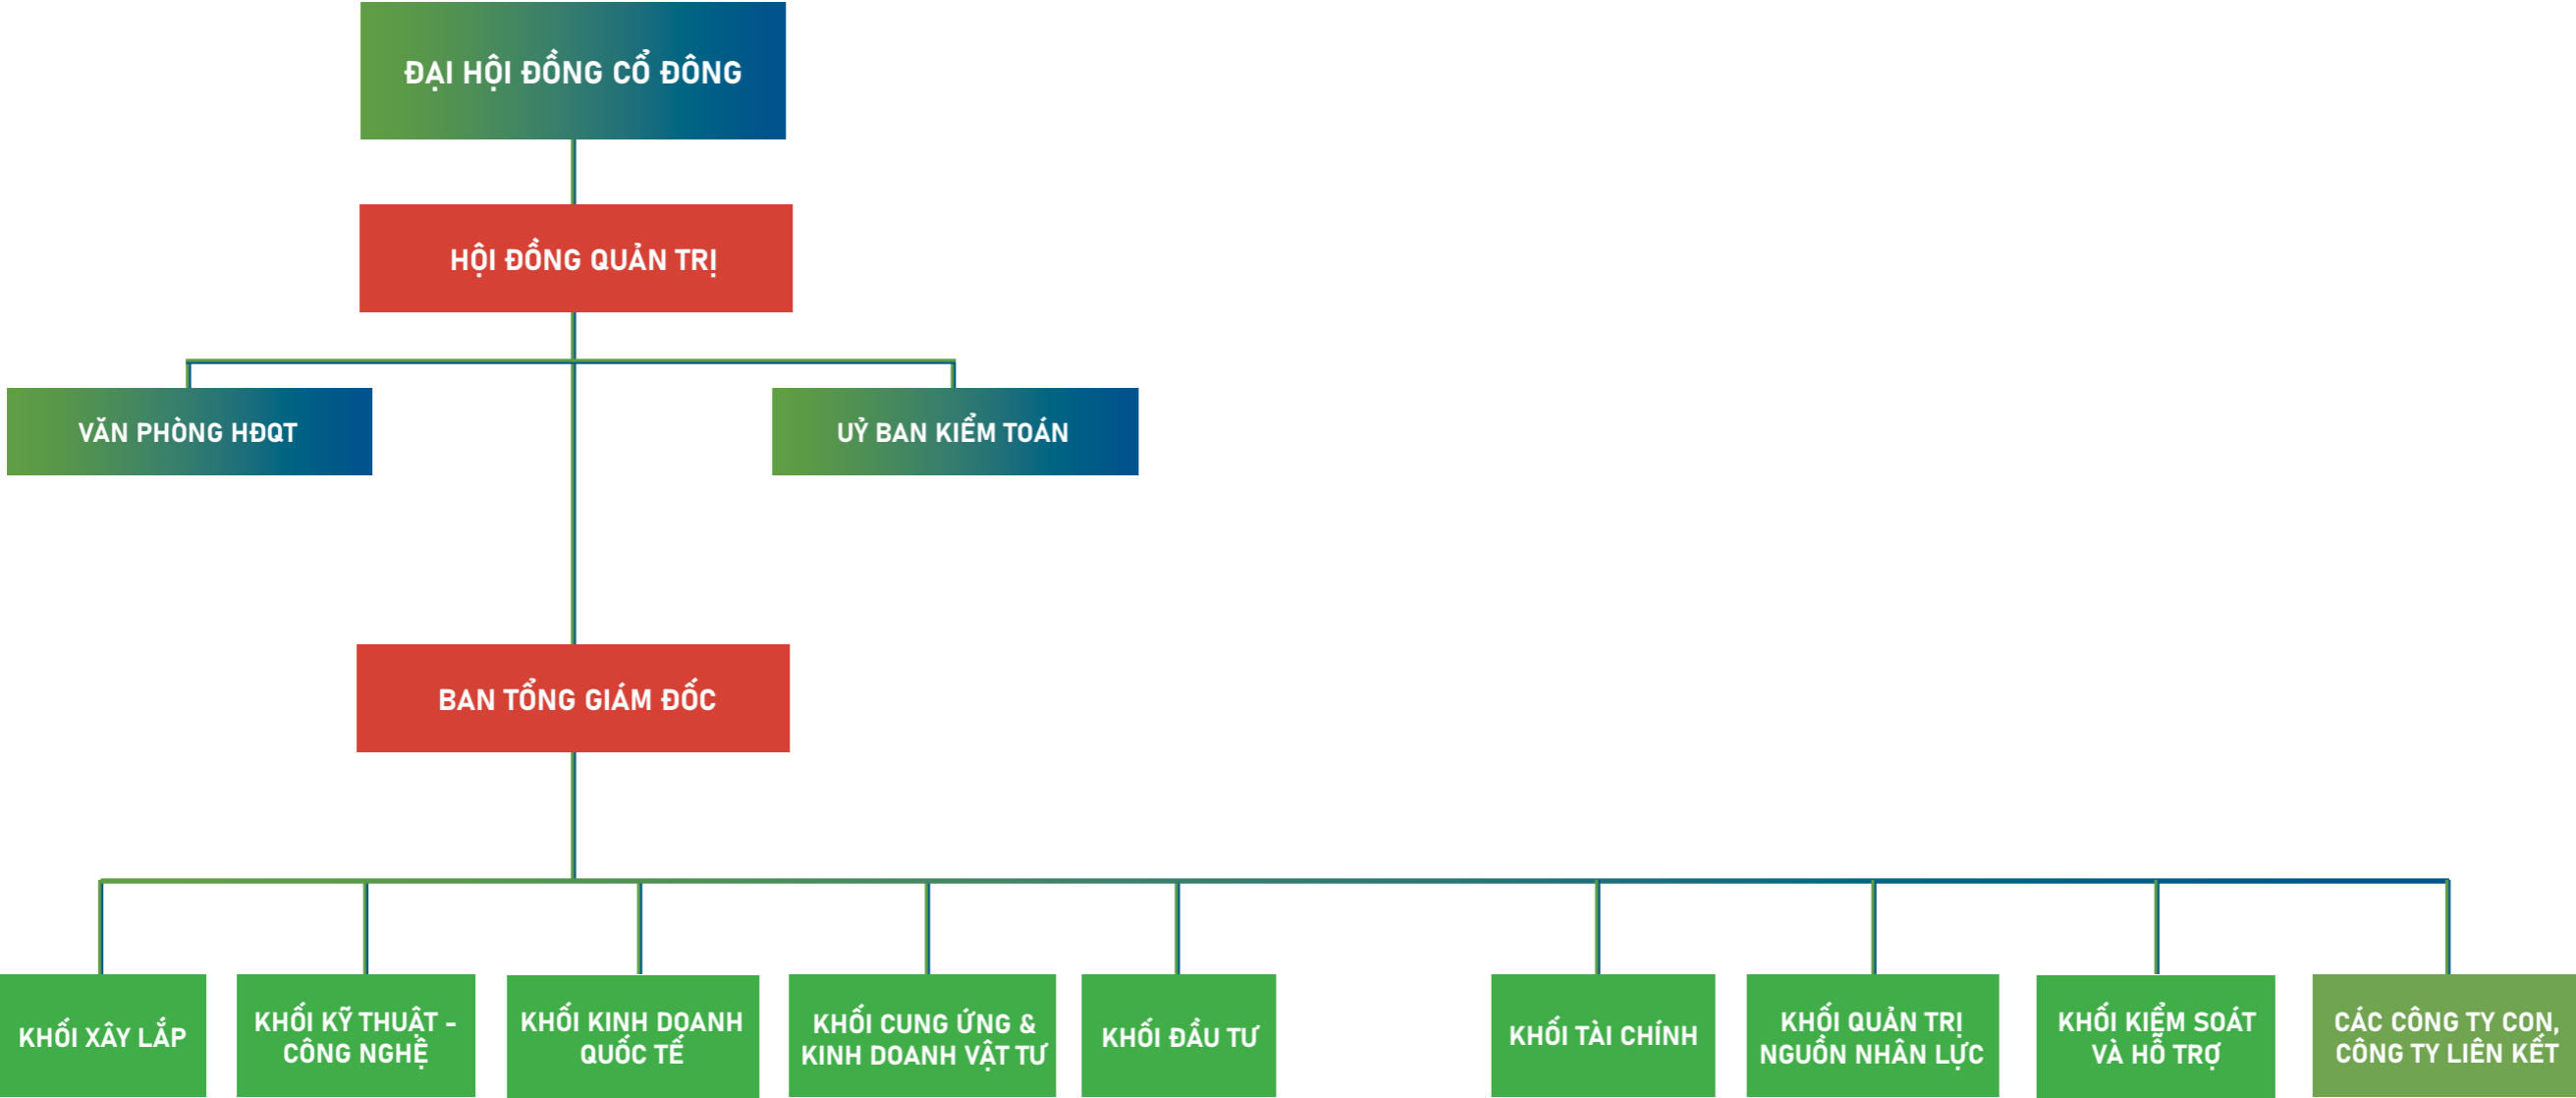 ĐẠI HỘI ĐỒNG CỔ ĐÔNG
HỘI ĐỒNG QUẢN TRỊ
VĂN PHÒNG HĐQT
UỶ BAN KIỂM TOÁN
BAN TỔNG GIÁM ĐỐC
KHỐI XÂY LẮP
KHỐI KỸ THUẬT -
CÔNG NGHỆ
KHỐI KINH DOANH
QUỐC TẾ
KHỐI CUNG ỨNG &
KINH DOANH VẬT TƯ
KHỐI ĐẦU TƯ
KHỐI TÀI CHÍNH
KHỐI QUẢN TRỊ
NGUỒN NHÂN LỰC
KHỐI KIỂM SOÁT
VÀ HỖ TRỢ
CÁC CÔNG TY CON,
CÔNG TY LIÊN KẾT